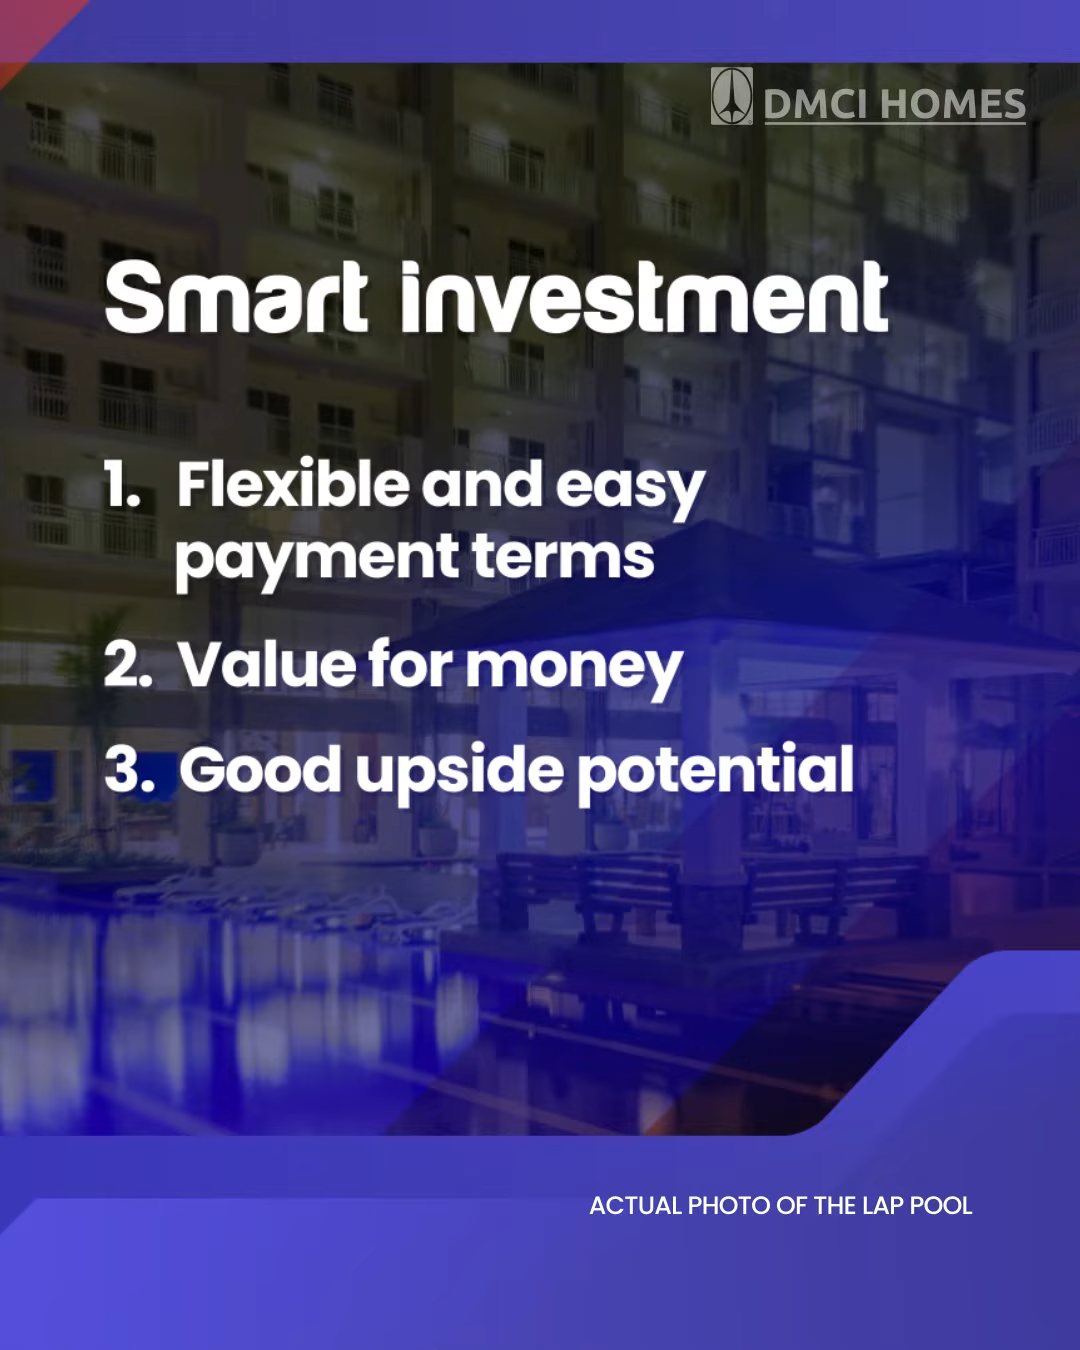 DMCI HOMES
Smart investment
1. Flexible and easy
payment terms
2. Value for money
3. Good upside potential
ACTUAL PHOTO OF THE LAP POOL